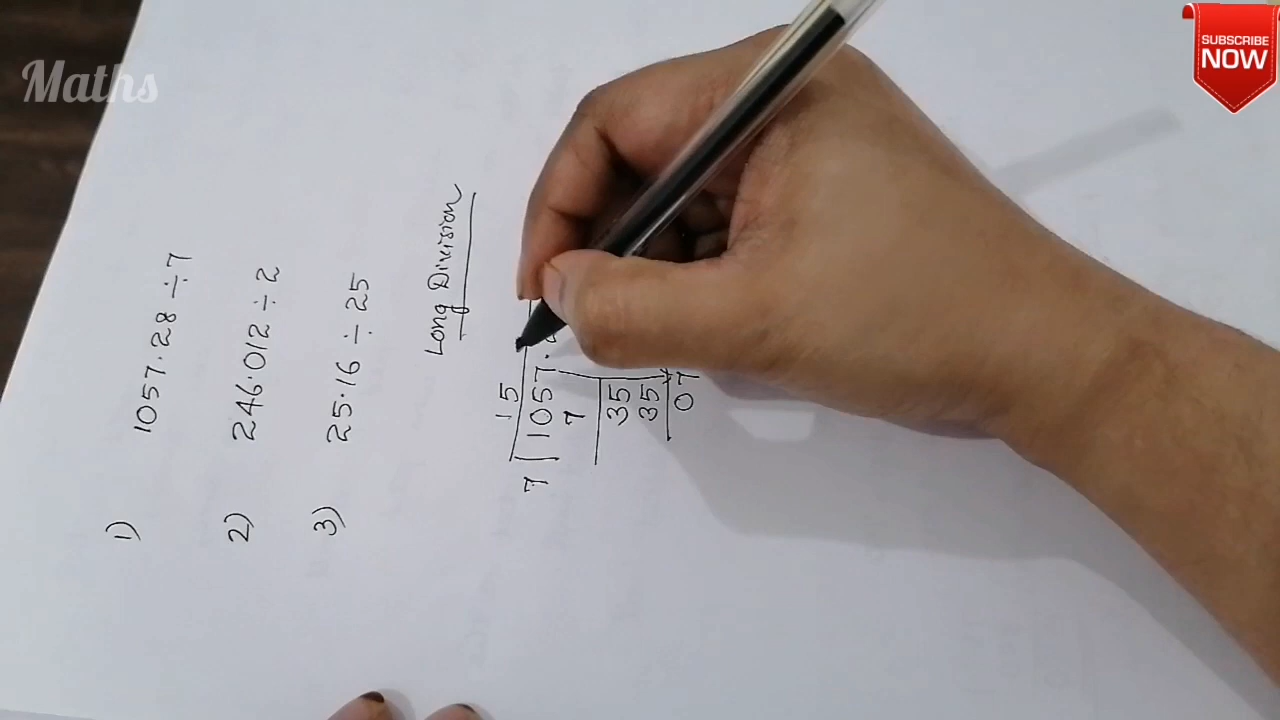 Maths
SUBSCRIBE
NOW
1) 1057.28 ÷ 7
2) 246.012 ÷ 2
3) 25.16 ÷ 25
Long Division
15
7 1057.
7
35
35
07